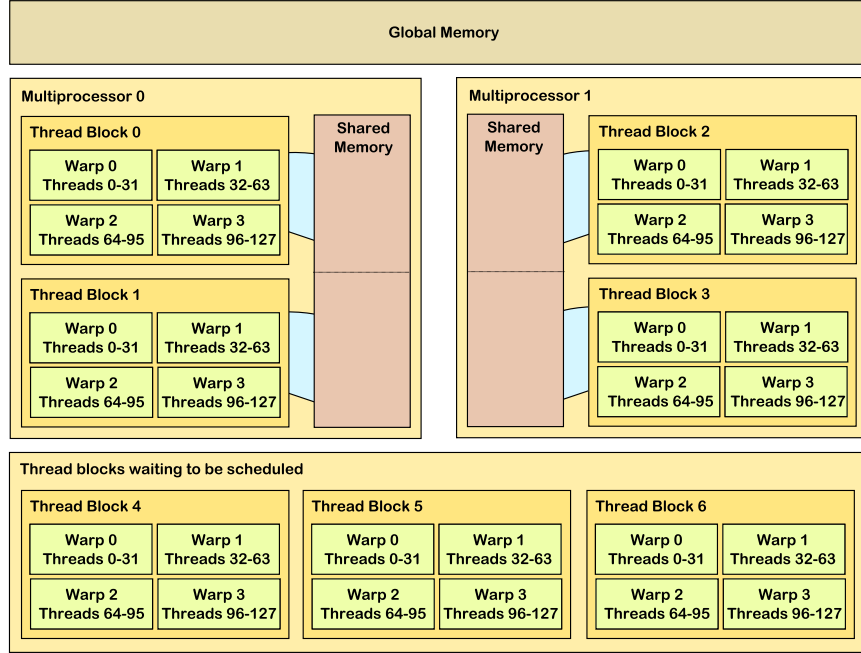 Global Memory
Multiprocessor 0
Thread Block 0
Warp 0
Threads 0-31
Warp 1
Threads 32-63
Warp 2
Threads 64-95
Warp 3
Threads 96-127
Thread Block 1
Warp 0
Threads 0-31
Warp 1
Threads 32-63
Warp 2
Threads 64-95
Warp 3
Threads 96-127
Shared
Memory
Multiprocessor 1
Shared
Memory
Thread Block 2
Warp 0
Threads 0-31
Warp 1
Threads 32-63
Warp 2
Threads 64-95
Warp 3
Threads 96-127
Thread Block 3
Warp 0
Threads 0-31
Warp 1
Threads 32-63
Warp 2
Threads 64-95
Warp 3
Threads 96-127
Thread blocks waiting to be scheduled
Thread Block 4
Warp 0
Threads 0-31
Warp 1
Threads 32-63
Warp 2
Threads 64-95
Warp 3
Threads 96-127
Thread Block 5
Warp 0
Threads 0-31
Warp 1
Threads 32-63
Warp 2
Threads 64-95
Warp 3
Threads 96-127
Thread Block 6
Warp 0
Threads 0-31
Warp 1
Threads 32-63
Warp 2
Threads 64-95
Warp 3
Threads 96-127